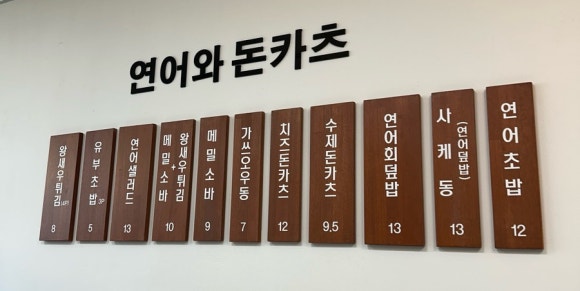 연어와 돈카츠
왕새우튀김
8
유부초밥 3P
5
연어샐러드
13
왕새우튀김
+
메밀소바
10
메밀소바
9
가쓰오우동
7
치즈돈카츠
12
수제돈카츠
9.5
연어회덮밥
13
사케동
(연어덮밥)
13
연어초밥
12